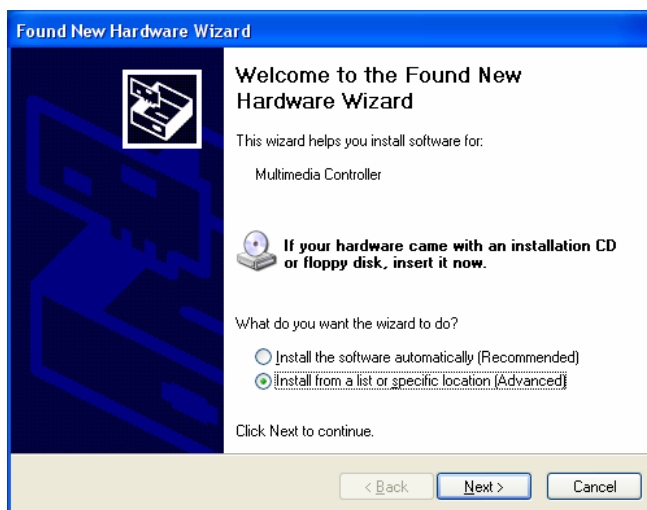 Found New Hardware Wizard
Welcome to the Found New
Hardware Wizard
This wizard helps you install software for:
Multimedia Controller
If your hardware came with an installation CD
or floppy disk, insert it now.
What do you want the wizard to do?
Install the software automatically (Recommended)
Install from a list or specific location (Advanced)
Click Next to continue.
< Back Next > Cancel